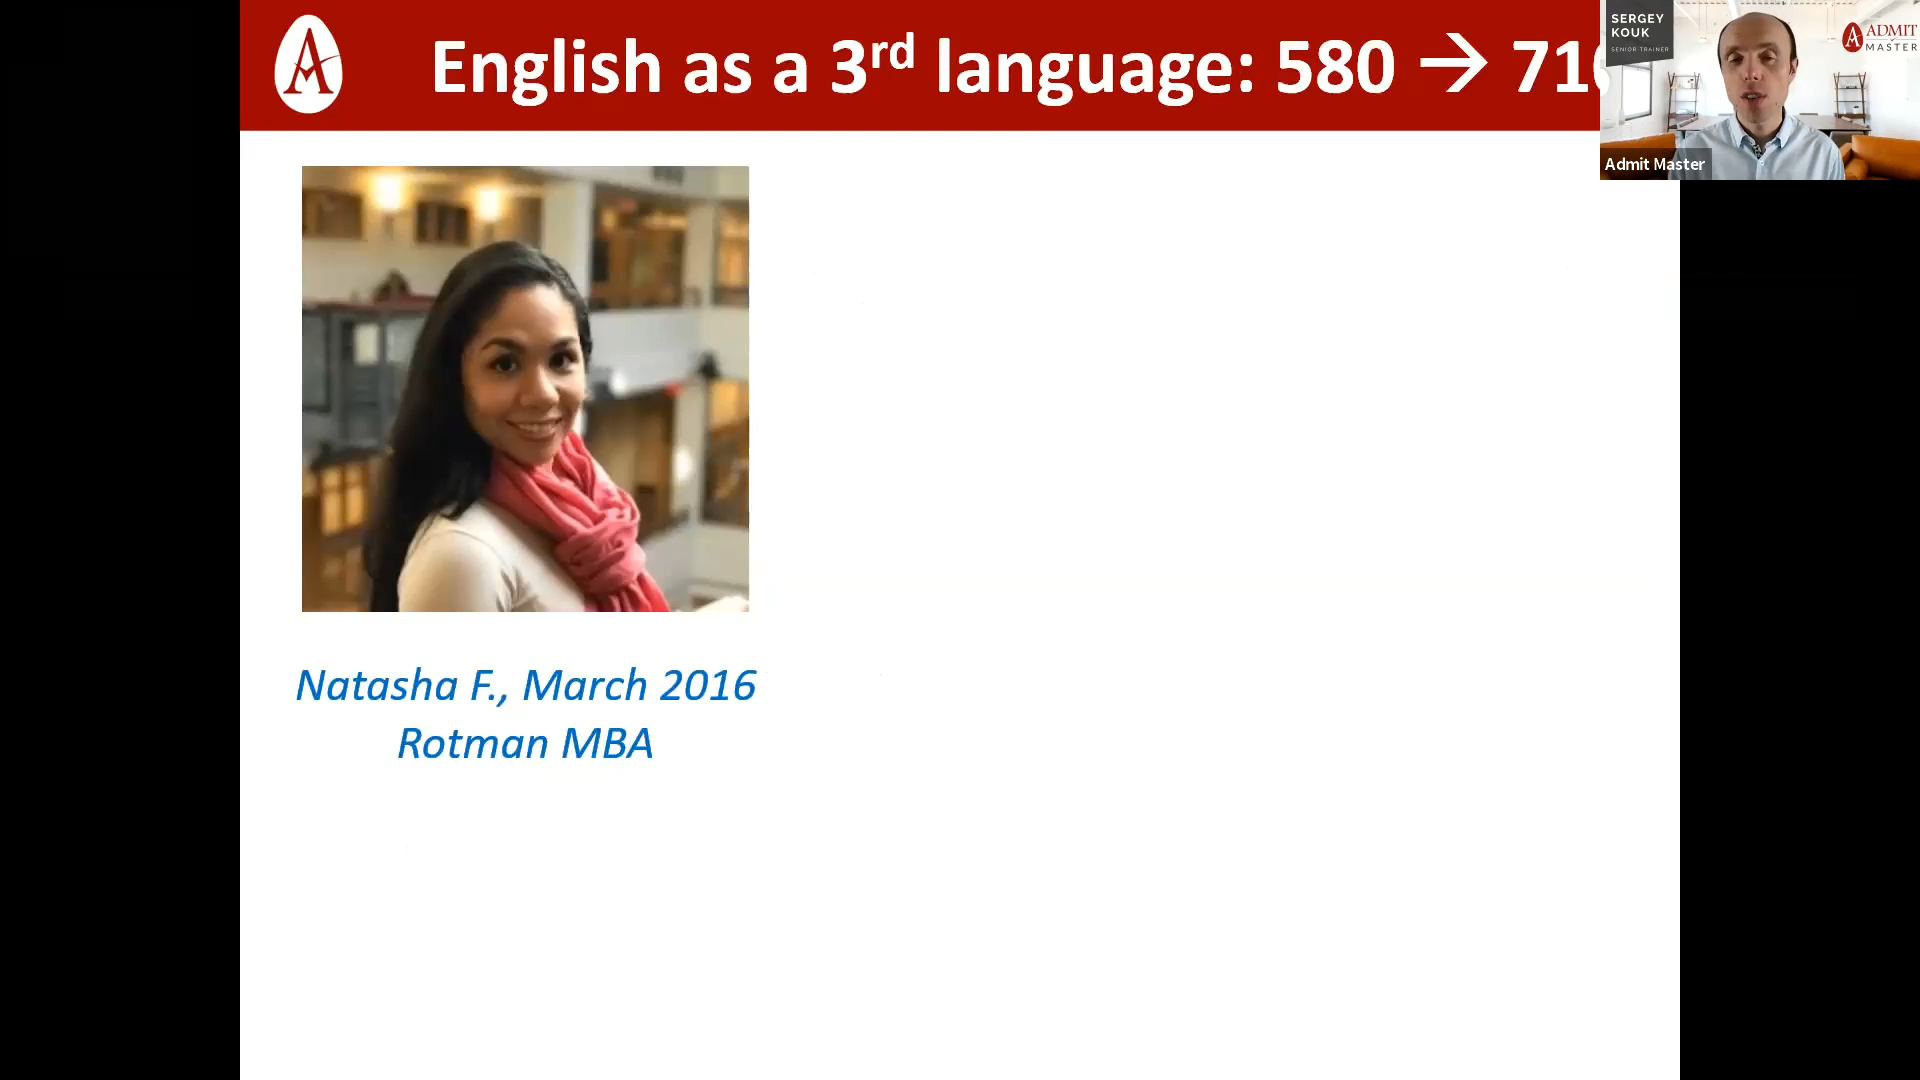 English as a 3rd language: 580 → 71
SERGEY
KOUK
SENIOR TRAINER
ADMIT
MASTER
Admit Master
Natasha F., March 2016
Rotman MBA